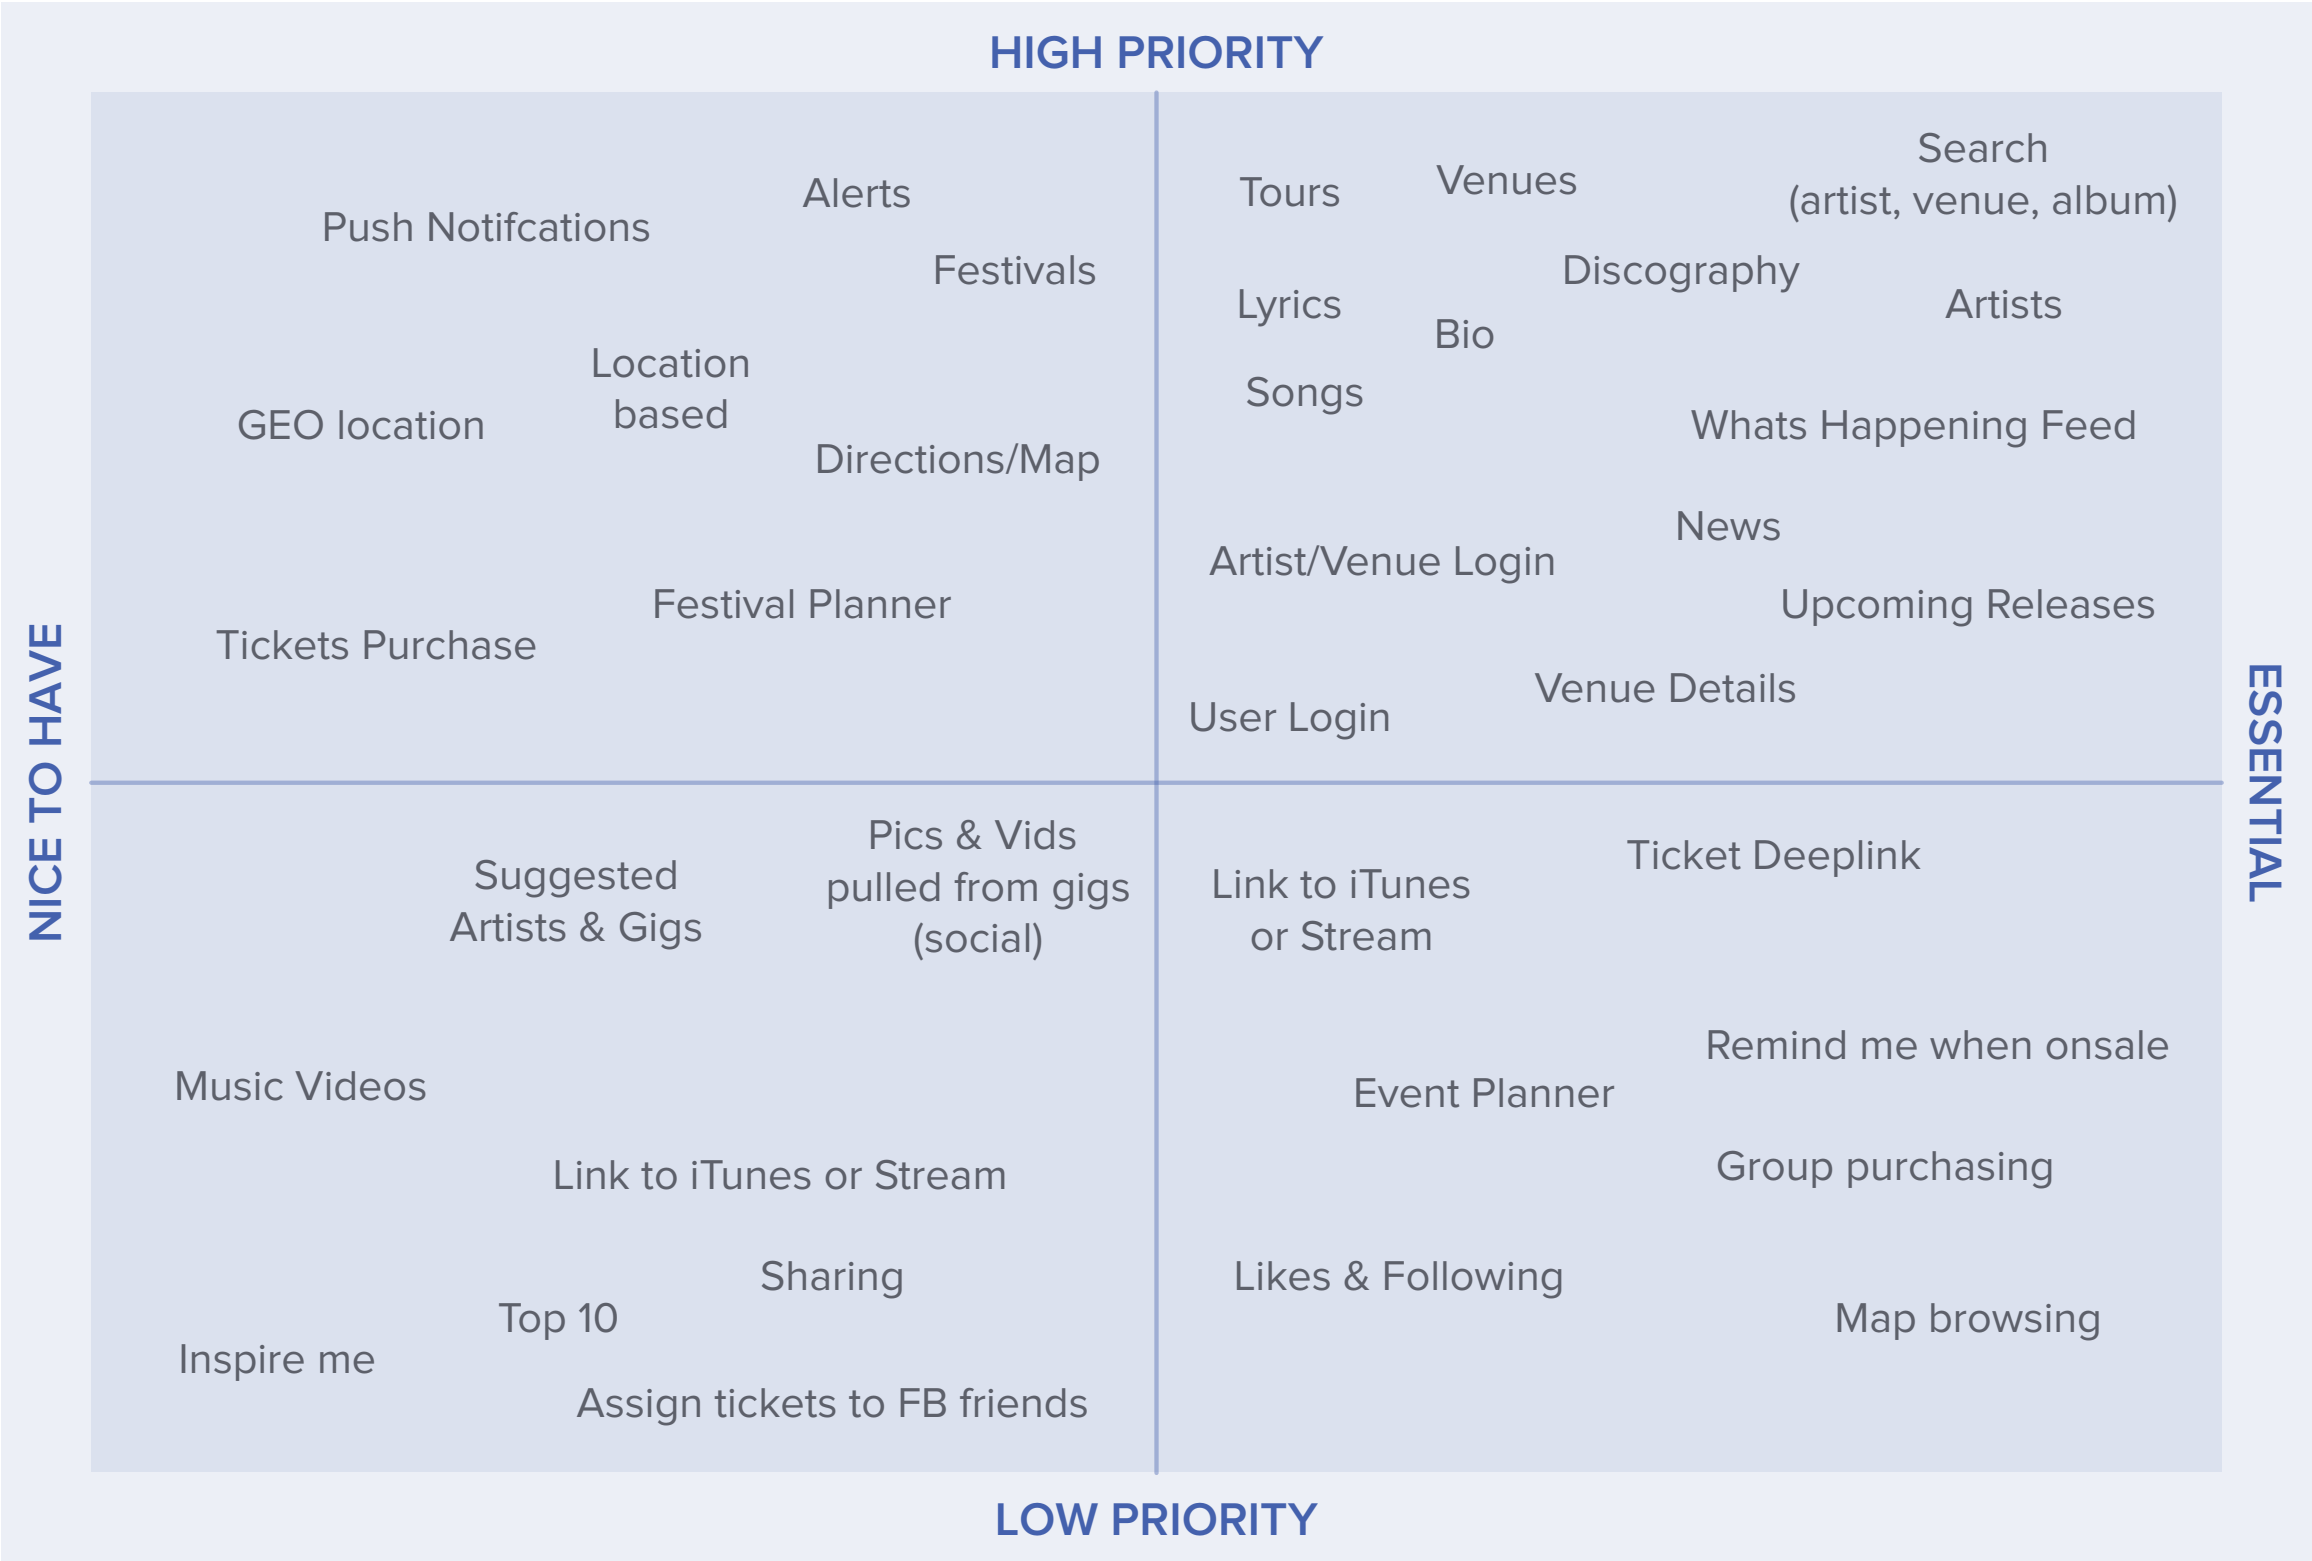 HIGH PRIORITY
NICE TO HAVE
Alerts
Push Notifcations
Festivals
Location
based
GEO location
Directions/Map
Festival Planner
Tickets Purchase
Search
(artist, venue, album)
Venues
Tours
Discography
Lyrics
Artists
Bio
Songs
Whats Happening Feed
News
Artist/Venue Login
Upcoming Releases
Venue Details
User Login
ESSENTIAL
Pics & Vids
pulled from gigs
(social)
Suggested
Artists & Gigs
Music Videos
Link to iTunes or Stream
Sharing
Top 10
Inspire me
Assign tickets to FB friends
Ticket Deeplink
Link to iTunes
or Stream
Remind me when onsale
Event Planner
Group purchasing
Likes & Following
Map browsing
LOW PRIORITY